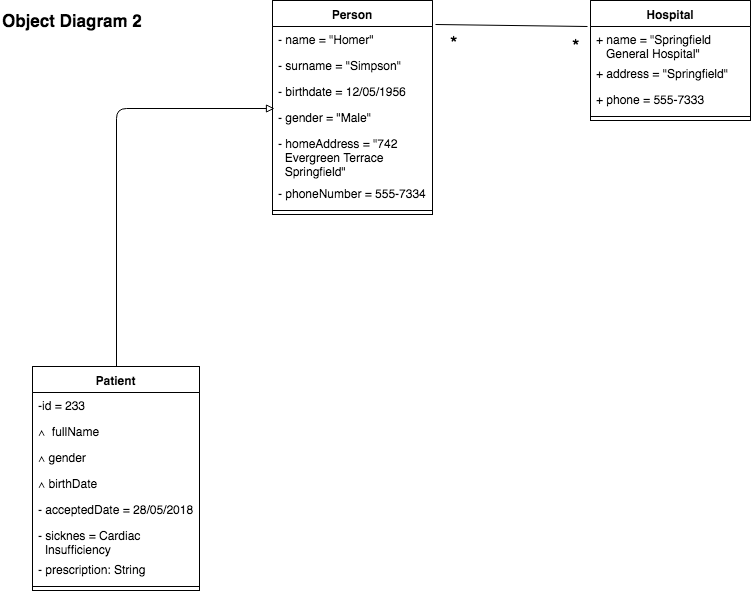 Object Diagram 2
Person
- name = "Homer"
- surname = "Simpson"
- birthdate = 12/05/1956
- gender = "Male"
- homeAddress = "742
Evergreen Terrace
Springfield"
- phoneNumber = 555-7334
*
*
Hospital
+ name = "Springfield
General Hospital"
+ address = "Springfield"
+ phone = 555-7333
Patient
-id = 233
^ fullName
^ gender
^ birthDate
- acceptedDate = 28/05/2018
- sicknes = Cardiac
Insufficiency
- prescription: String